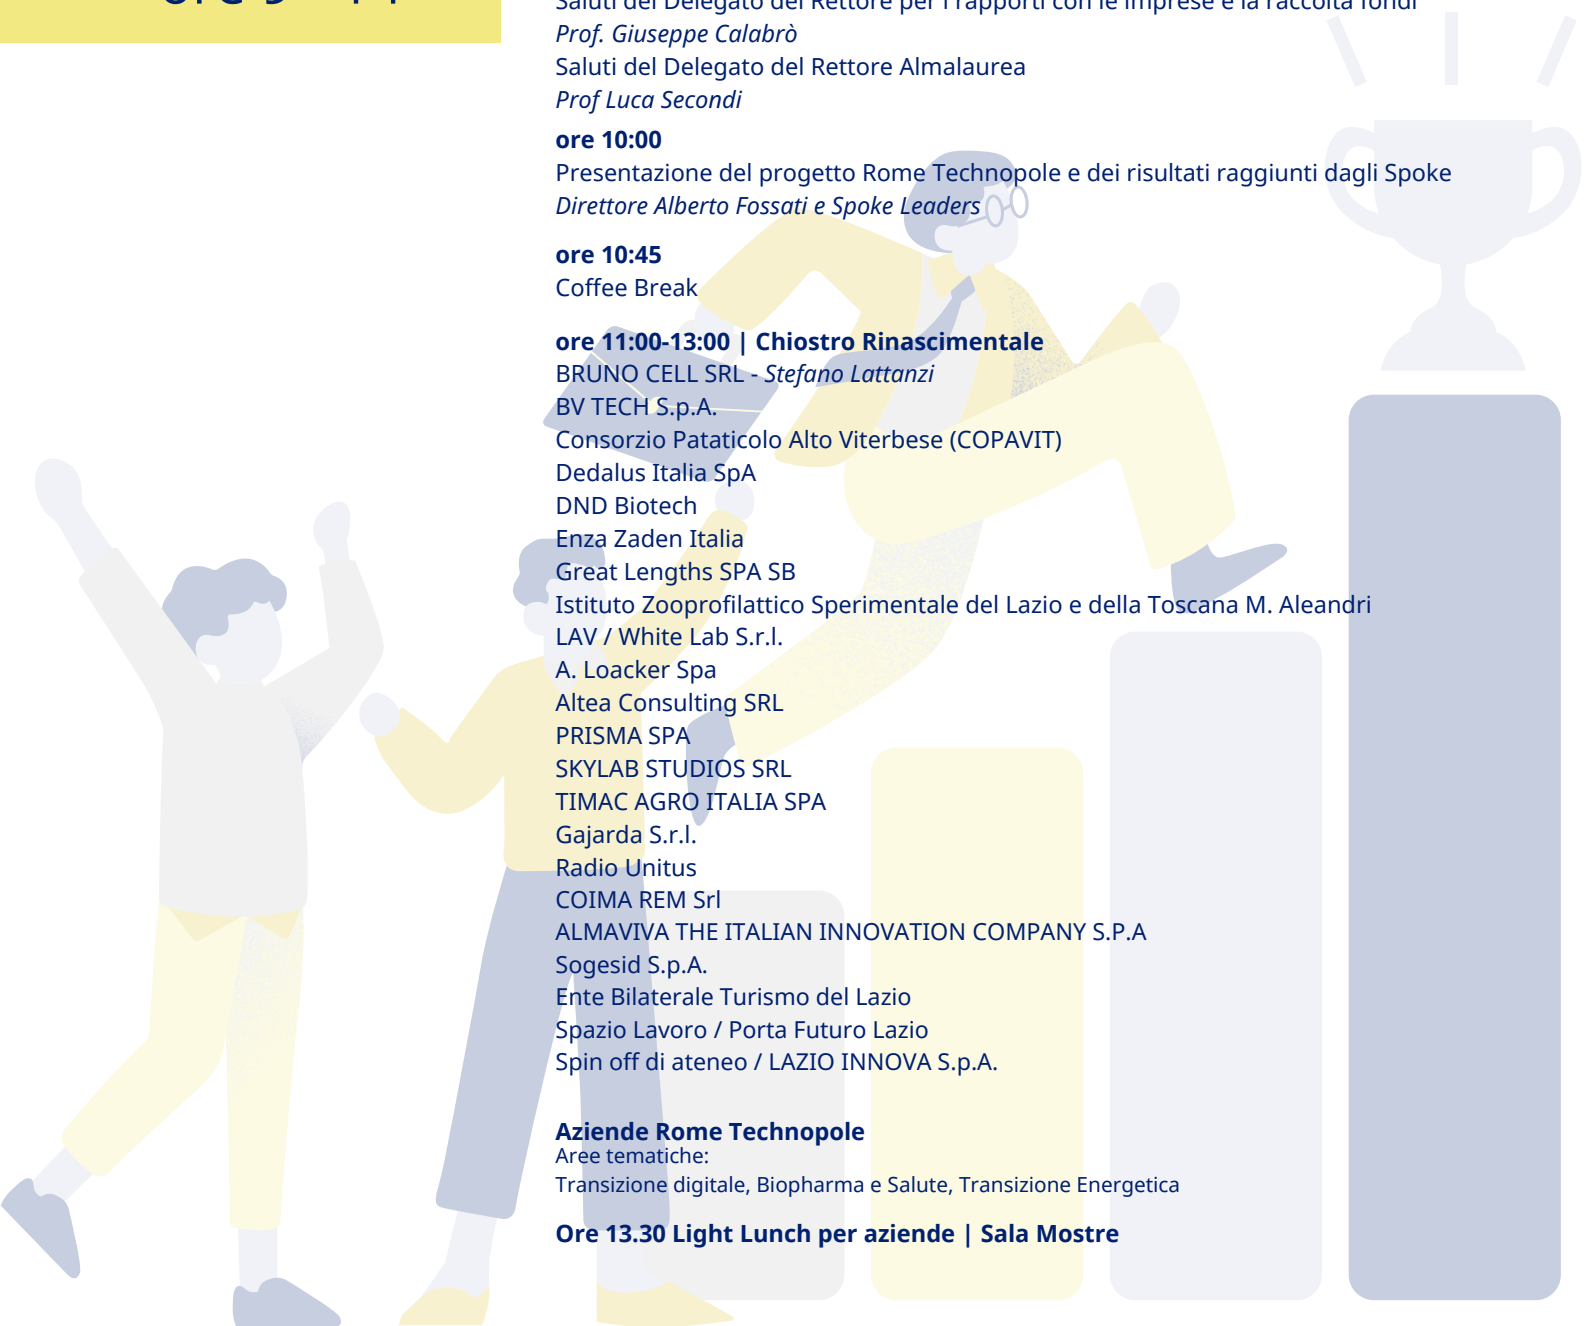 Saluti del Delegato del Rettore per i rapporti con le imprese e la raccolta fondi
Prof. Giuseppe Calabrò
Saluti del Delegato del Rettore Almalaurea
Prof Luca Secondi
ore 10:00
Presentazione del progetto Rome Technopole e dei risultati raggiunti dagli Spoke
Direttore Alberto Fossati e Spoke Leaders
ore 10:45
Coffee Break
ore 11:00-13:00 | Chiostro Rinascimentale
BRUNO CELL SRL - Stefano Lattanzi
BV TECH S.p.A.
Consorzio Pataticolo Alto Viterbese (COPAVIT)
Dedalus Italia SpA
DND Biotech
Enza Zaden Italia
Great Lengths SPA SB
Istituto Zooprofilattico Sperimentale del Lazio e della Toscana M. Aleandri
LAV / White Lab S.r.l.
A. Loacker Spa
Altea Consulting SRL
PRISMA SPA
SKYLAB STUDIOS SRL
TIMAC AGRO ITALIA SPA
Gajarda S.r.l.
Radio Unitus
COIMA REM Srl
ALMAVIVA THE ITALIAN INNOVATION COMPANY S.P.A
Sogesid S.p.A.
Ente Bilaterale Turismo del Lazio
Spazio Lavoro / Porta Futuro Lazio
Spin off di ateneo / LAZIO INNOVA S.p.A.
Aziende Rome Technopole
Aree tematiche:
Transizione digitale, Biopharma e Salute, Transizione Energetica
Ore 13.30 Light Lunch per aziende | Sala Mostre